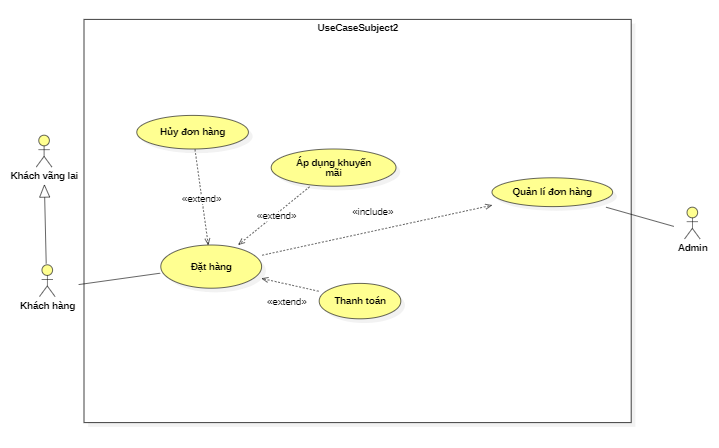 UseCaseSubject2
Hủy đơn hàng
Áp dụng khuyến
mãi
Khách vãng lai
Quản lí đơn hàng
«extend»
«extend»
«include»
Admin
Đặt hàng
Khách hàng
«extend»
Thanh toán